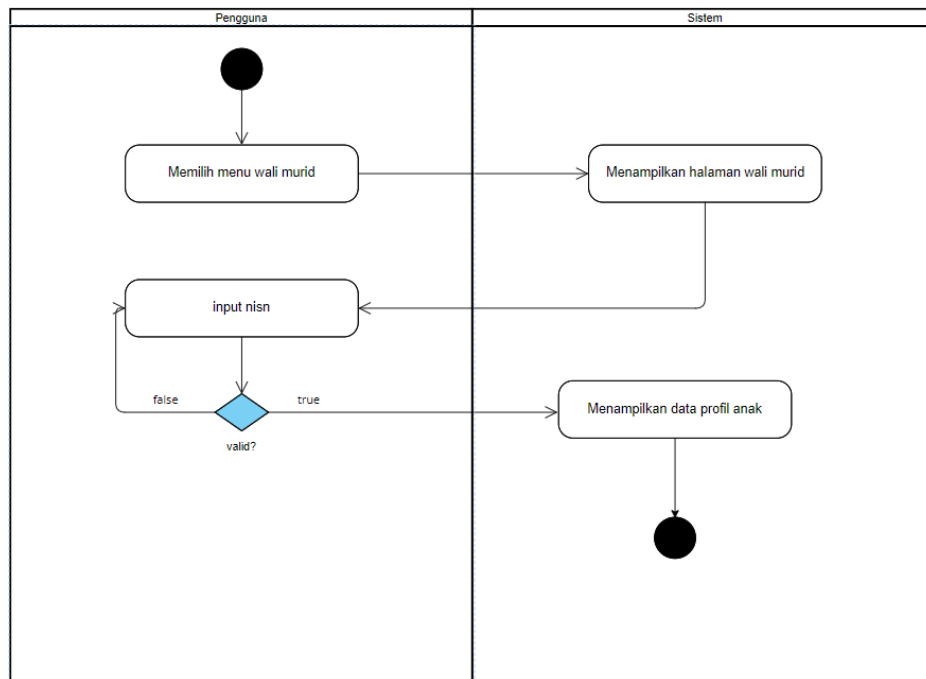 Pengguna
Sistem
Memilih menu wali murid
Menampilkan halaman wali murid
input nisn
false
true
valid?
Menampilkan data profil anak